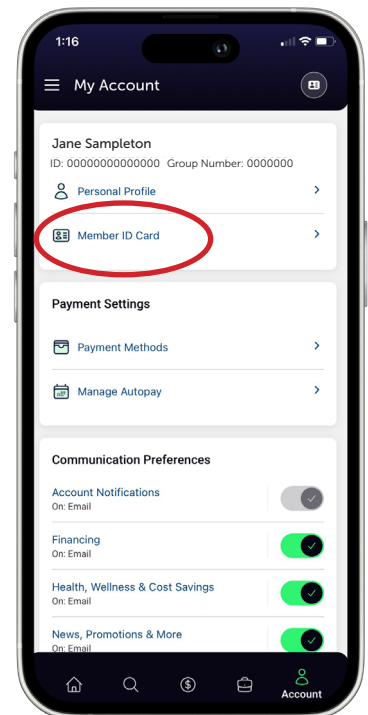 1:16
My Account
Jane Sampleton
ID: 00000000000000 Group Number: 0000000
Personal Profile
Member ID Card
Payment Settings
Payment Methods
Manage Autopay
Communication Preferences
Account Notifications
On: Email
Financing
On: Email
Health, Wellness & Cost Savings
On: Email
News, Promotions & More
On: Email
Account